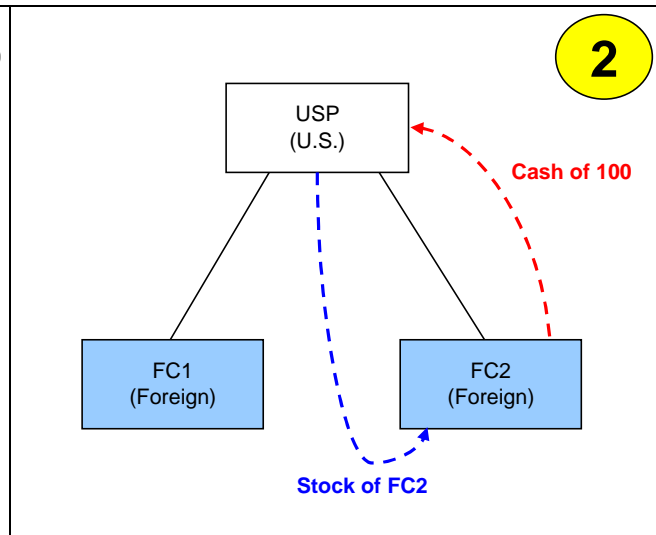 2
USP
(U.S.)
Cash of 100
FC1
(Foreign)
FC2
(Foreign)
Stock of FC2